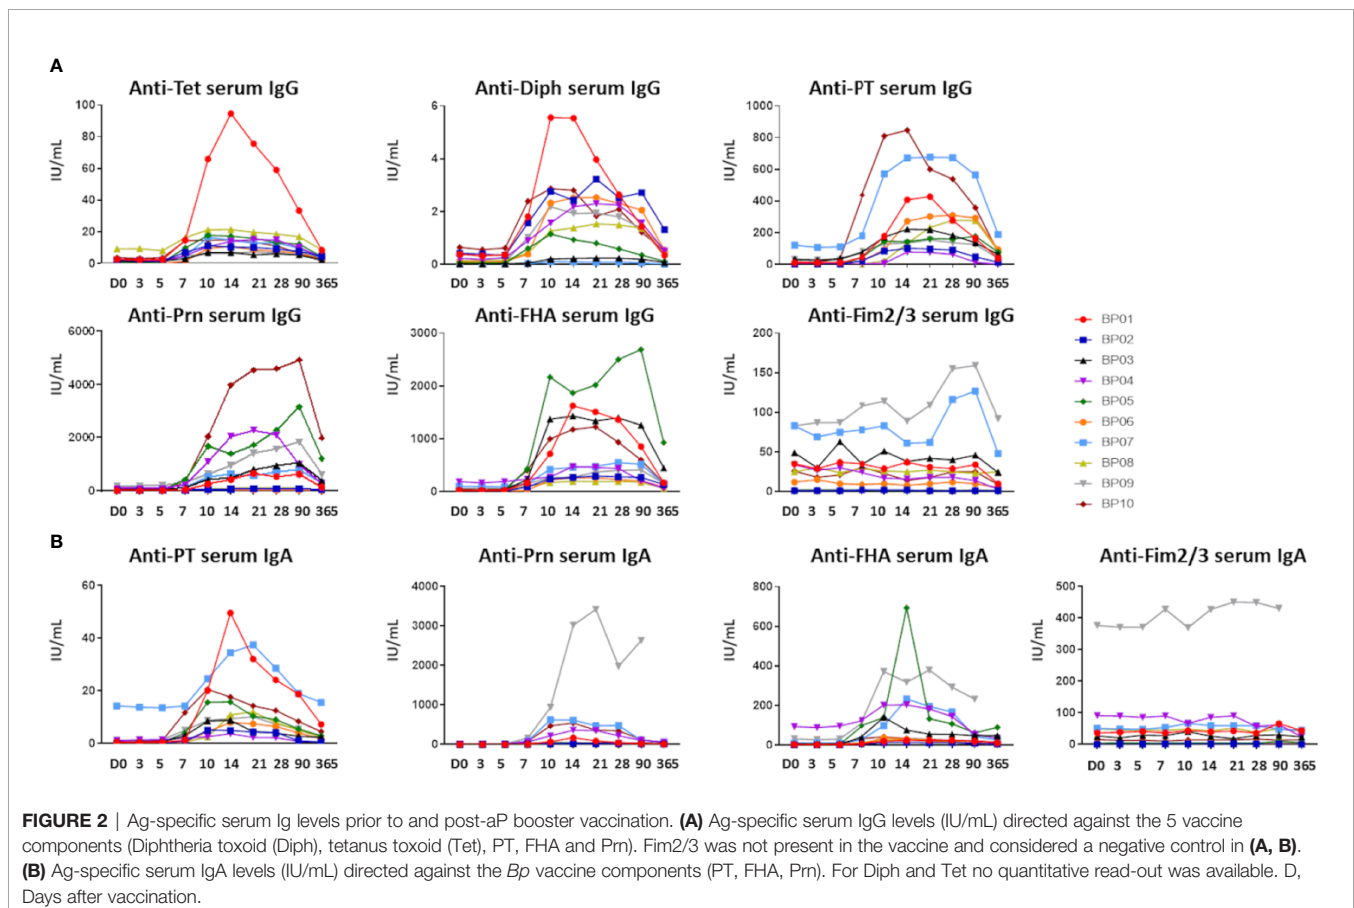 A
Anti-Tet serum IgG
100
80
60
40
20
0
IU/mL
D0 3 5 7 10 14 21 28 90 365
Anti-Diph serum IgG
6
4
2
0
IU/mL
D0 3 5 7 10 14 21 28 90 365
Anti-PT serum IgG
1000
800
600
400
200
0
IU/mL
D0 3 5 7 10 14 21 28 90 365
Anti-Prn serum IgG
6000
4000
2000
0
IU/mL
D0 3 5 7 10 14 21 28 90 365
Anti-FHA serum IgG
3000
2000
1000
0
IU/mL
D0 3 5 7 10 14 21 28 90 365
Anti-Fim2/3 serum IgG
200
150
100
50
0
IU/mL
D0 3 5 7 10 14 21 28 90 365
BP01
BP02
BP03
BP04
BP05
BP06
BP07
BP08
BP09
BP10
B
Anti-PT serum IgA
60
40
20
0
IU/mL
D0 3 5 7 10 14 21 28 90 365
Anti-Prn serum IgA
4000
3000
2000
1000
0
IU/mL
D0 3 5 7 10 14 21 28 90 365
Anti-FHA serum IgA
800
600
400
200
0
IU/mL
D0 3 5 7 10 14 21 28 90 365
Anti-Fim2/3 serum IgA
500
400
300
200
100
0
IU/mL
D0 3 5 7 10 14 21 28 90 365
FIGURE 2 | Ag-specific serum Ig levels prior to and post-aP booster vaccination. (A) Ag-specific serum IgG levels (IU/mL) directed against the 5 vaccine
components (Diphtheria toxoid (Diph), tetanus toxoid (Tet), PT, FHA and Prn). Fim2/3 was not present in the vaccine and considered a negative control in (A, B).
(B) Ag-specific serum IgA levels (IU/mL) directed against the Bp vaccine components (PT, FHA, Prn). For Diph and Tet no quantitative read-out was available. D,
Days after vaccination.